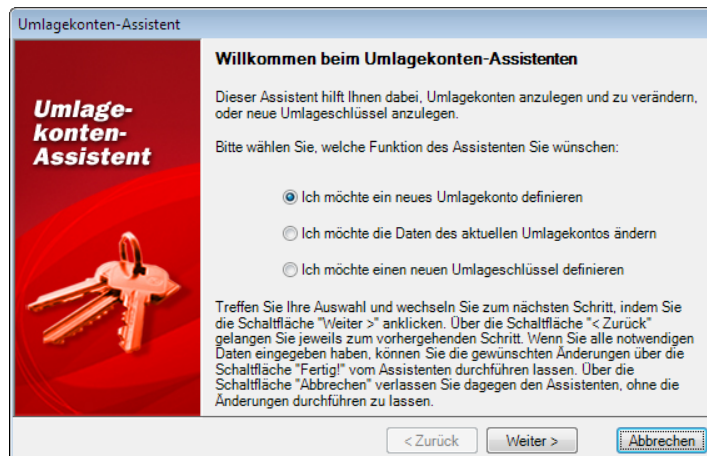 Umlagekonten-Assistent
Umlage-
konten-
Assistent
Willkommen beim Umlagekonten-Assistenten
Dieser Assistent hilft Ihnen dabei, Umlagekonten anzulegen und zu verändern,
oder neue Umlageschlüssel anzulegen.
Bitte wählen Sie, welche Funktion des Assistenten Sie wünschen:
Ich möchte ein neues Umlagekonto definieren
Ich möchte die Daten des aktuellen Umlagekontos ändern
Ich möchte einen neuen Umlageschlüssel definieren
Treffen Sie Ihre Auswahl und wechseln Sie zum nächsten Schritt, indem Sie
die Schaltfläche "Weiter >" anklicken. Über die Schaltfläche "< Zurück"
gelangen Sie jeweils zum vorhergehenden Schritt. Wenn Sie alle notwendigen
Daten eingegeben haben, können Sie die gewünschten Änderungen über die
Schaltfläche "Fertig!" vom Assistenten durchführen lassen. Über die
Schaltfläche "Abbrechen" verlassen Sie dagegen den Assistenten, ohne die
Änderungen durchführen zu lassen.
< Zurück
Weiter >
Abbrechen